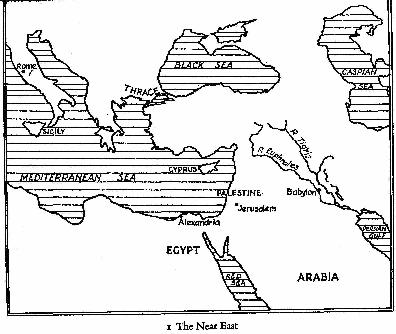 BLACK SEA
Rome
CASPIAN
SEA
THRACE
SICILY
R. Tigris
R. Euphrates
CYPRUS
MEDITERRANEAN SEA
PALESTINE
Babylon
Jerusalem
Alexandria
PERSIAN
GULF
EGYPT
RED
SEA
ARABIA
1 The Near East